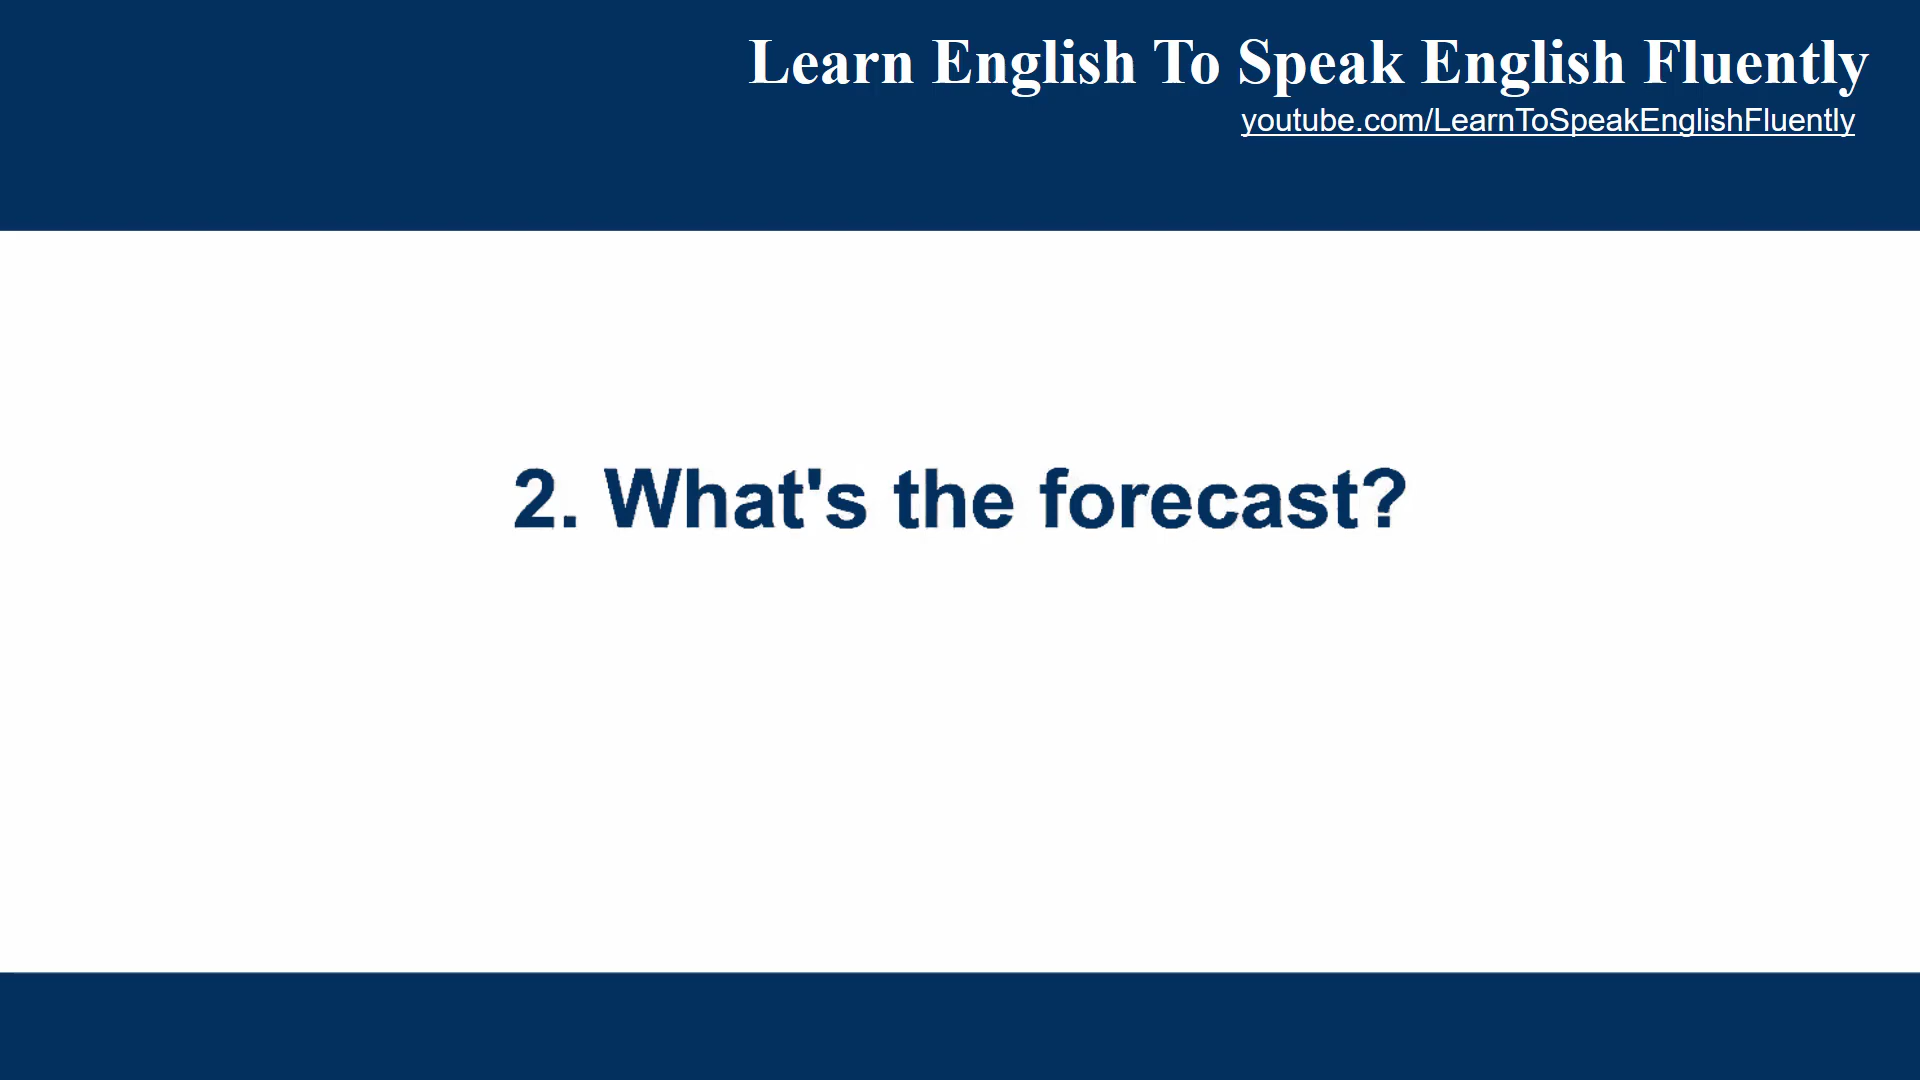 Learn English To Speak English Fluently
youtube.com/LearnToSpeakEnglishFluently
2. What's the forecast?